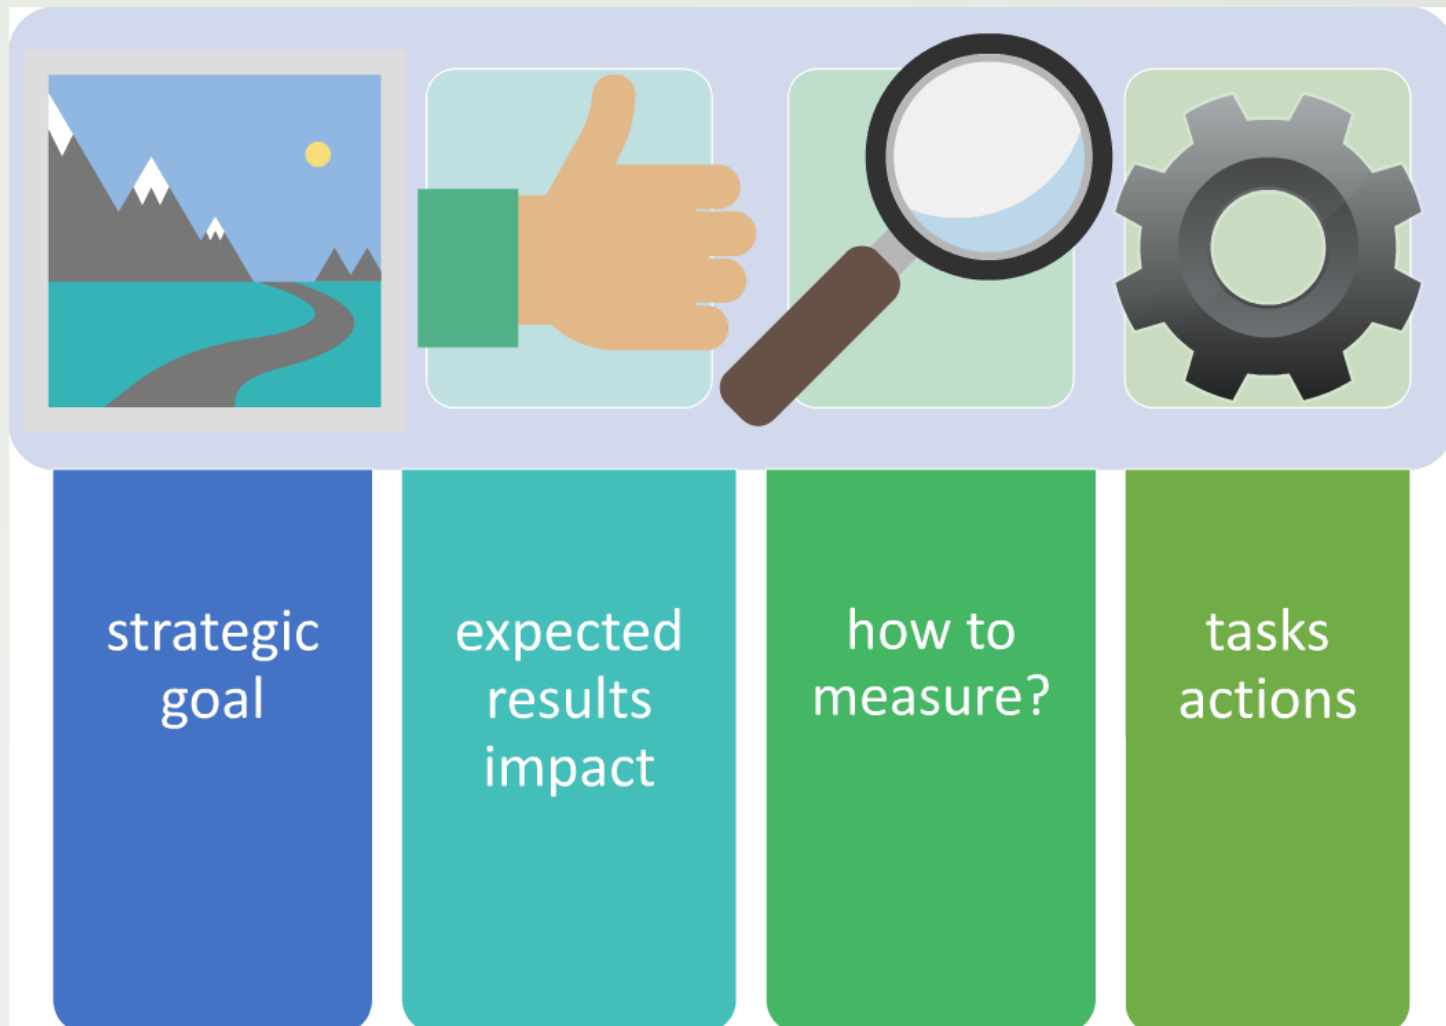 strategic
goal
expected
results
impact
how to
measure?
tasks
actions